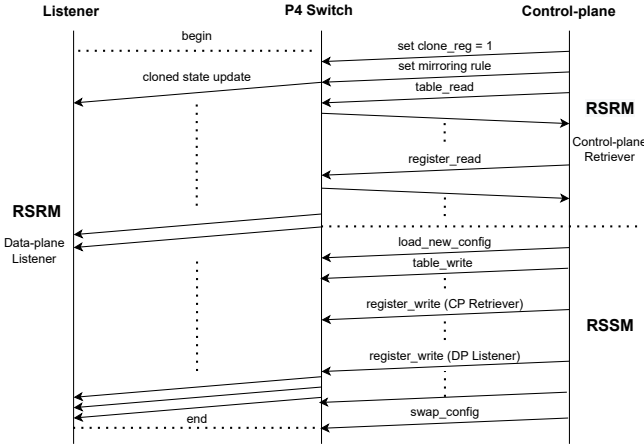 Listener
P4 Switch
Control-plane
begin
set clone_reg = 1
set mirroring rule
cloned state update
table_read
RSRM
Control-plane
Retriever
register_read
RSRM
Data-plane
Listener
load_new_config
table_write
register_write (CP Retriever)
RSSM
register_write (DP Listener)
end
swap_config